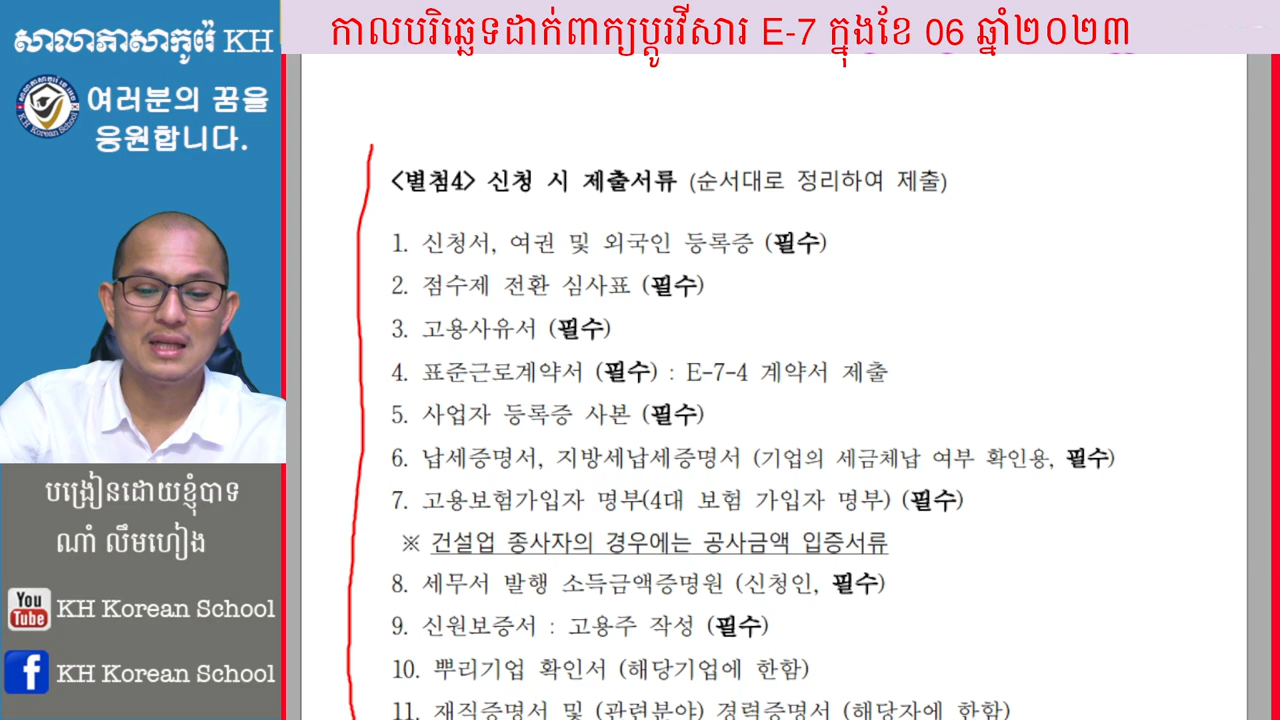 សាលាភាសាកូរ៉េ KH
여러분의 꿈을
응원합니다.
KH Korean School
កាលបរិច្ឆេទដាក់ពាក្យប្តូរវីសារ E-7 ក្នុងខែ 06 ឆ្នាំ២០២៣
<별첨4> 신청 시 제출서류 (순서대로 정리하여 제출)
1. 신청서, 여권 및 외국인 등록증 (필수)
2. 점수제 전환 심사표 (필수)
3. 고용사유서 (필수)
4. 표준근로계약서 (필수) : E-7-4 계약서 제출
5. 사업자 등록증 사본 (필수)
6. 납세증명서, 지방세납세증명서 (기업의 세금체납 여부 확인용, 필수)
7. 고용보험가입자 명부(4대 보험 가입자 명부) (필수)
※ 건설업 종사자의 경우에는 공사금액 입증서류
8. 세무서 발행 소득금액증명원 (신청인, 필수)
9. 신원보증서 : 고용주 작성 (필수)
10. 뿌리기업 확인서 (해당기업에 한함)
11. 재직증명서 및 (관련분야) 경력증명서 (해당자에 한함)
បង្រៀនដោយខ្ញុំបាទ
ណាំ លឹមហៀង
You Tube KH Korean School
f KH Korean School